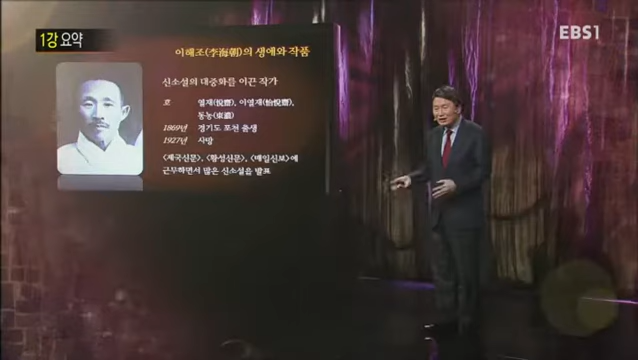 1강 요약
EBS1
이해조(李海朝)의 생애와 작품
신소설의 대중화를 이끈 작가
호 열재(悅齋), 이열재(怡悅齋),
동농(東濃)
1869년 경기도 포천 출생
1927년 사망
〈제국신문〉, 〈황성신문〉, 〈매일신보〉에
근무하면서 많은 신소설을 발표